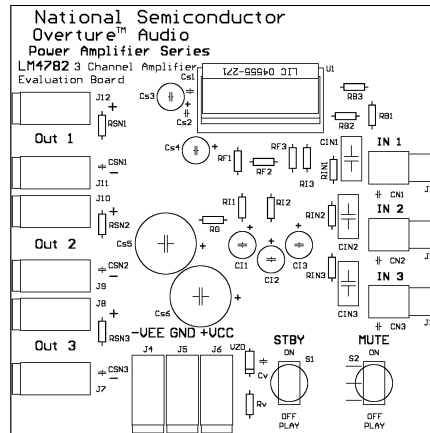 National Semiconductor
Overture™ Audio
Power Amplifier Series
LM4782 3 Channel Amplifier
Evaluation Board
Cs1
LIC 04555-271
U1
Cs3
Cs2
RB3
RB2
RB1
J12
+
RSN1
Out 1
CSN1
-
J11
Cs4
RF1
RF2
RF3
RI3
CIN1
RIN1
IN 1
CN1
J10
+
RSN2
Out 2
CSN2
-
J9
Cs5
+
RG
RI1
RI2
RIN2
CIN2
IN 2
CN2
+
CI1
+
CI2
+
CI3
RIN3
CIN3
IN 3
CN3
J8
+
RSN3
Out 3
CSN3
-
J7
Cs6
+
-VEE GND +VCC
J4
J5
J6
VZD
Cv
Rv
STBY
ON
S1
OFF
PLAY
MUTE
S2
ON
OFF
PLAY